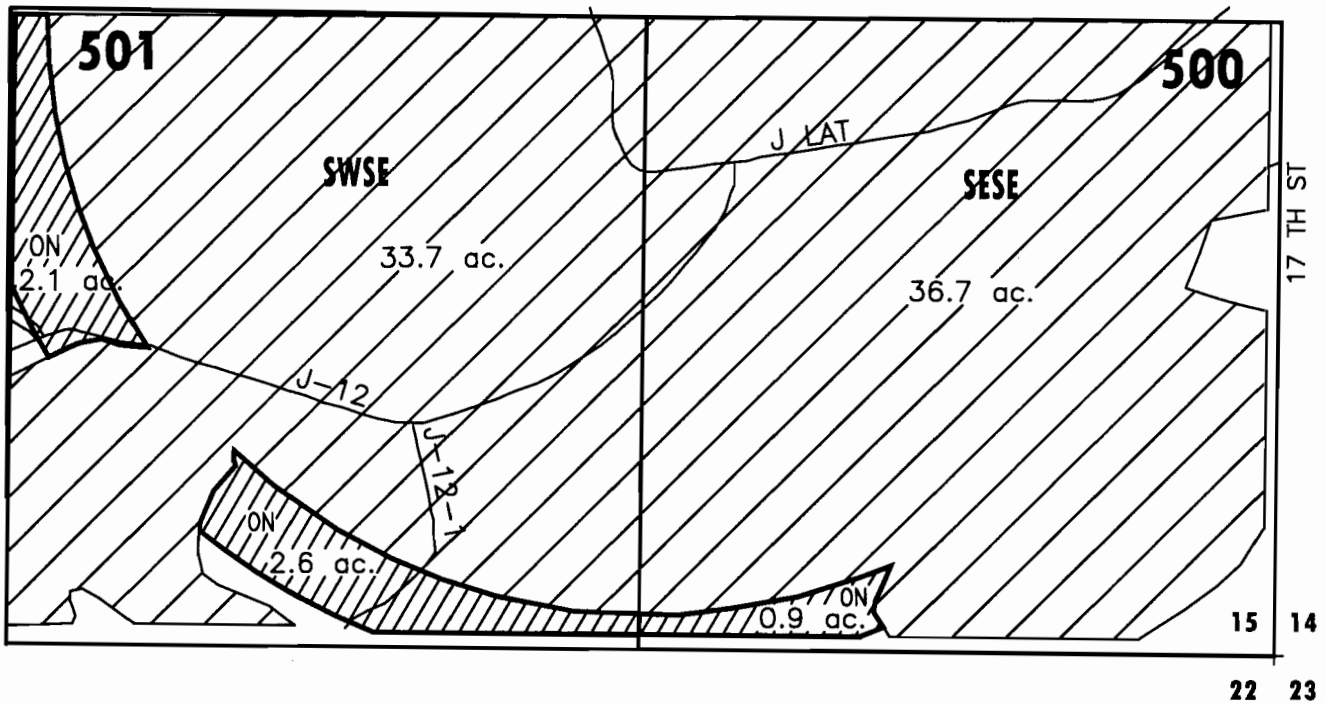 501
500
SWSE
J LAT
SESE
17 TH ST
ON
2.1 ac.
33.7 ac.
36.7 ac.
J-12
J-12-1
ON
2.6 ac.
ON
0.9 ac.
15 14
22 23